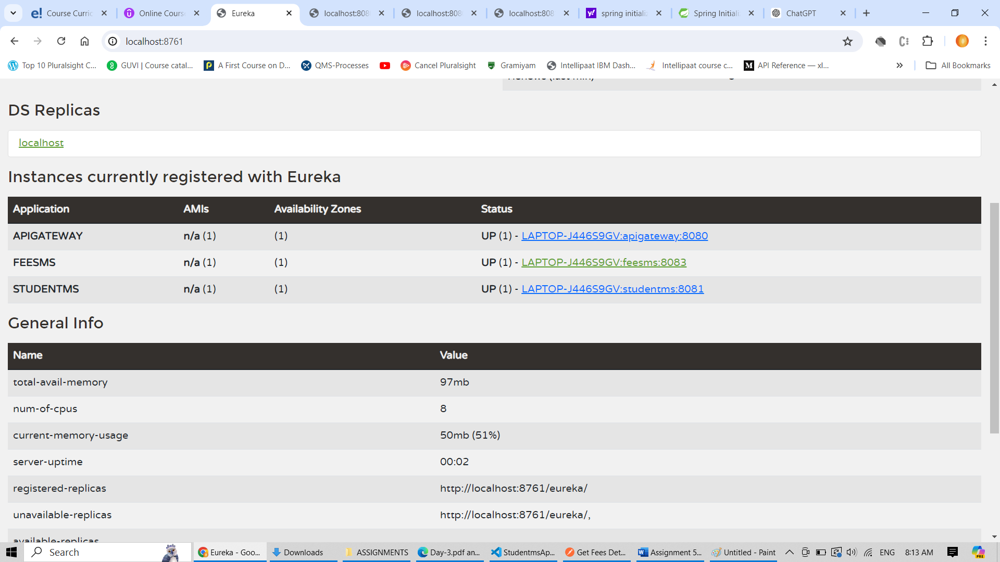 Course Curric
Online Cours
Eureka
localhost:808
localhost:808
localhost:808
spring initializ
Spring Initiali
ChatGPT
localhost:8761
Top 10 Pluralsight C...
GUVI | Course catal...
A First Course on D...
QMS-Processes
Cancel Pluralsight
Gramiyam
Intellipaat IBM Dash...
Intellipaat course c...
API Reference — xl...
All Bookmarks
DS Replicas
localhost
Instances currently registered with Eureka
Application AMIs Availability Zones Status
APIGATEWAY n/a (1) (1) UP (1) - LAPTOP-J446S9GV:apigateway:8080
FEESMS n/a (1) (1) UP (1) - LAPTOP-J446S9GV:feesms:8083
STUDENTMS n/a (1) (1) UP (1) - LAPTOP-J446S9GV:studentms:8081
General Info
Name Value
total-avail-memory 97mb
num-of-cpus 8
current-memory-usage 50mb (51%)
server-uptime 00:02
registered-replicas http://localhost:8761/eureka/
unavailable-replicas http://localhost:8761/eureka/,
available-replicas
Search
Eureka - Goo...
Downloads
ASSIGNMENTS
Day-3.pdf an...
StudentmsAp...
Get Fees Det...
Assignment 5...
Untitled - Paint
ENG
8:13 AM
PRE